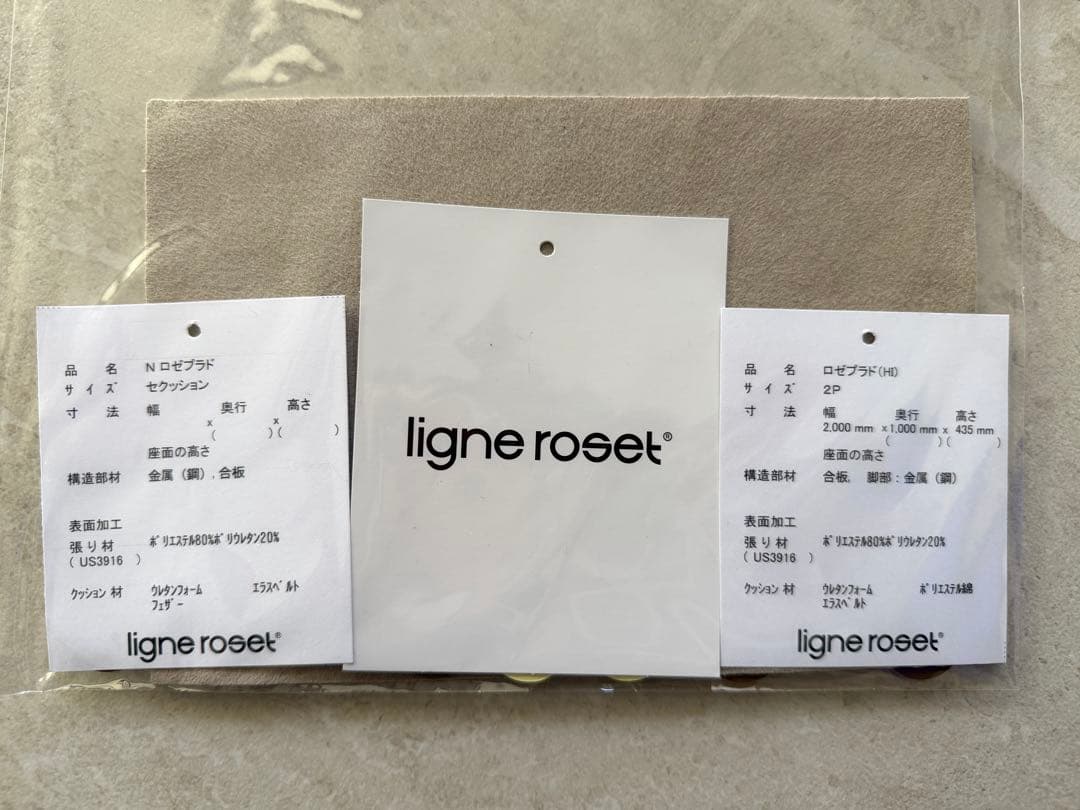 品名 N ロゼプラド
サイズ セクッション
寸法 幅 奥行 高さ
x x
( )( )
座面の高さ
構造部材 金属（鋼）,合板
表面加工
張り材 ﾎﾟﾘｴｽﾃﾙ80%ﾎﾟﾘｳﾚﾀﾝ20%
( US3916 )
ｸｯｼｮﾝ材 ｳﾚﾀﾝﾌｫｰﾑ ｴﾗｽﾍﾞﾙﾄ
ﾌｪｻﾞｰ
ligne roset®
ligne roset®
品名 ロゼプラド(HI)
サイズ 2P
寸法 幅 奥行 高さ
2,000 mm x1,000 mm x 435 mm
( )( )
座面の高さ
構造部材 合板, 脚部：金属（鋼）
表面加工
張り材 ﾎﾟﾘｴｽﾃﾙ80%ﾎﾟﾘｳﾚﾀﾝ20%
( US3916 )
ｸｯｼｮﾝ材 ｳﾚﾀﾝﾌｫｰﾑ ﾎﾟﾘｴｽﾃﾙ綿
ｴﾗｽﾍﾞﾙﾄ
ligne roset®